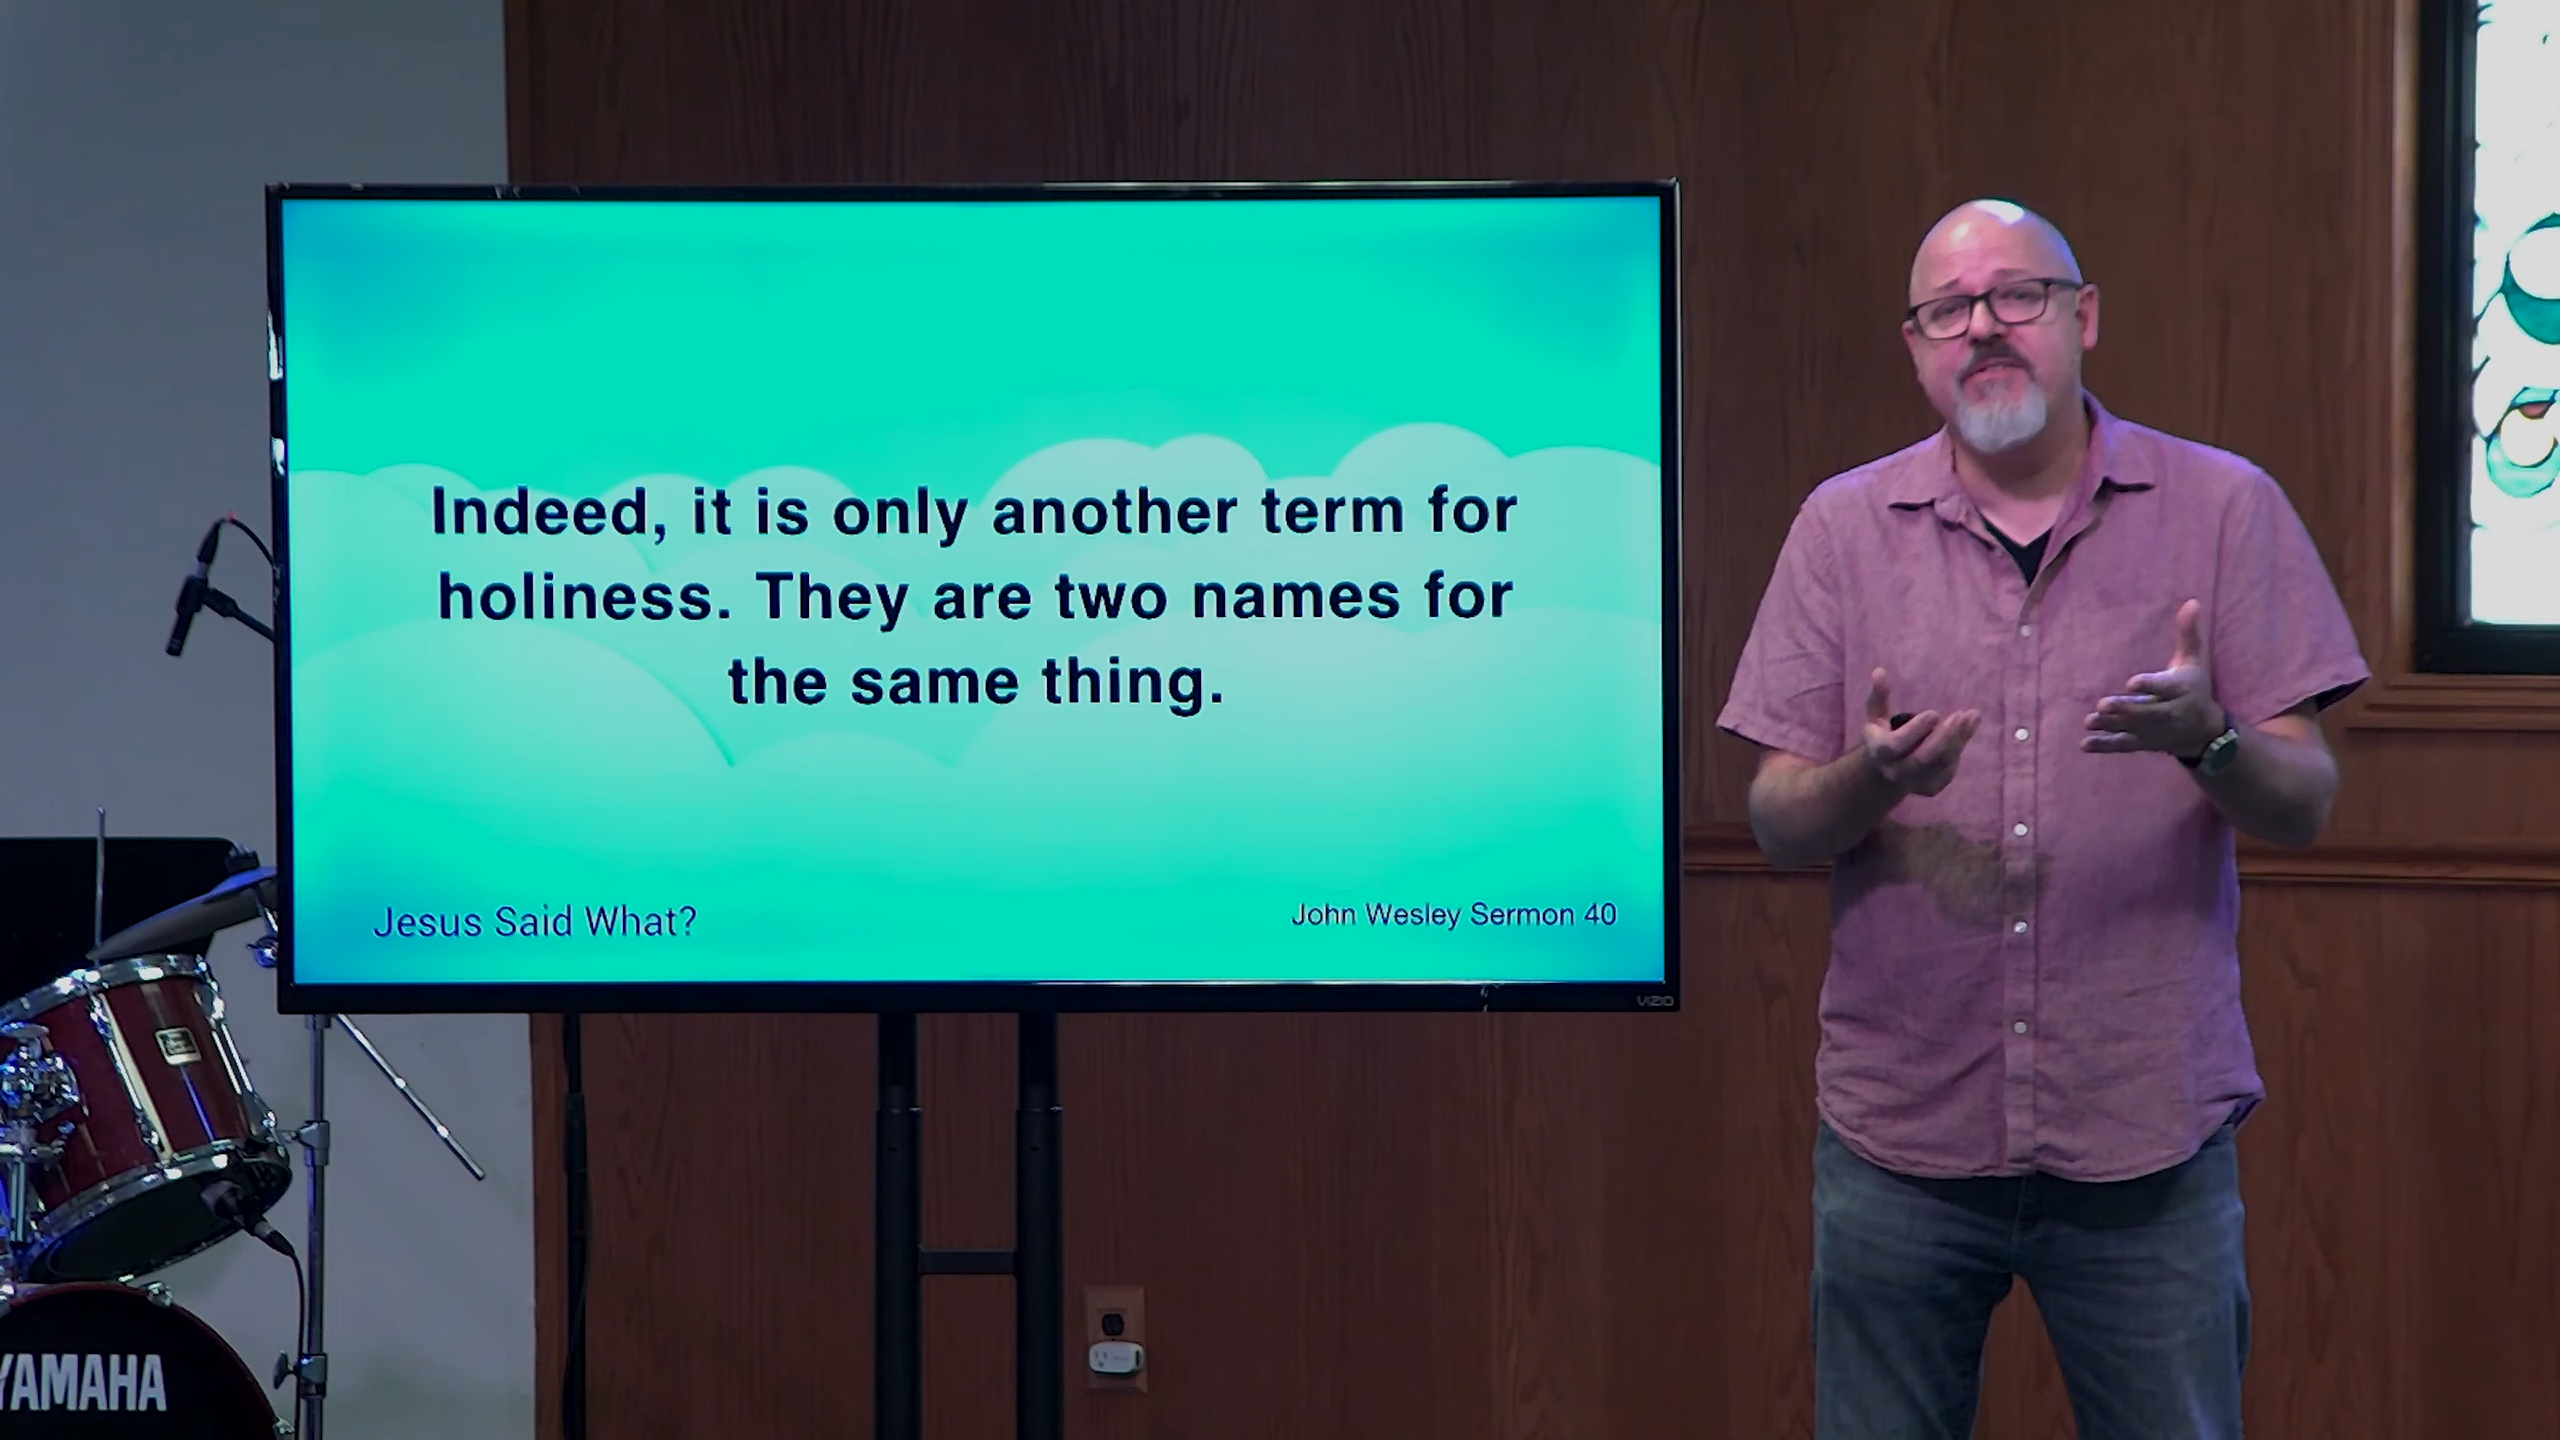 Indeed, it is only another term for
holiness. They are two names for
the same thing.
Jesus Said What?
John Wesley Sermon 40
VIZIO
YAMAHA